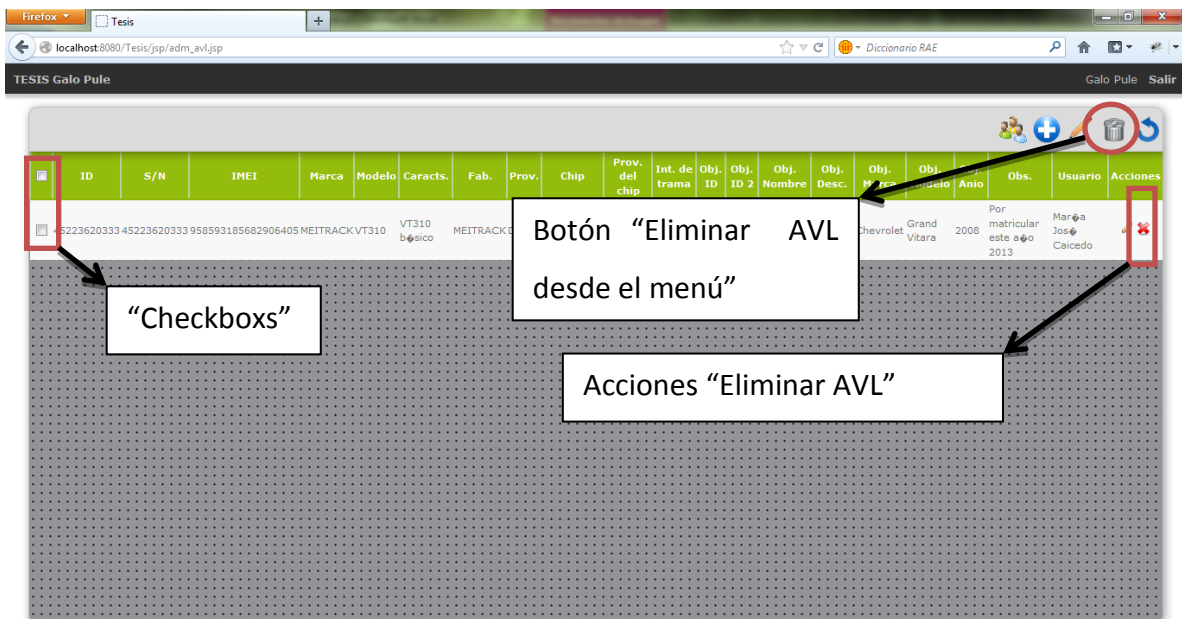 Firefox
Tesis
localhost:8080/Tesis/jsp/adm_avl.jsp
Diccionario RAE
TESIS Galo Pule
Galo Pule Salir
ID S/N IMEI Marca Modelo Caracts. Fab. Prov. Chip Prov. del chip Int. de trama Obj. ID Obj. ID 2 Obj. Nombre Obj. Desc. Obj. Marca Obj. Obs. Usuario Acciones
Anio
45223620333 45223620333 958593185682906405 MEITRACK VT310 VT310 b�sico MEITRACK Chevrolet Grand Vitara 2008 Por matricular este a�o 2013 Mar�a Jos� Caicedo
Botón “Eliminar AVL
desde el menú”
“Checkboxs”
Acciones “Eliminar AVL”